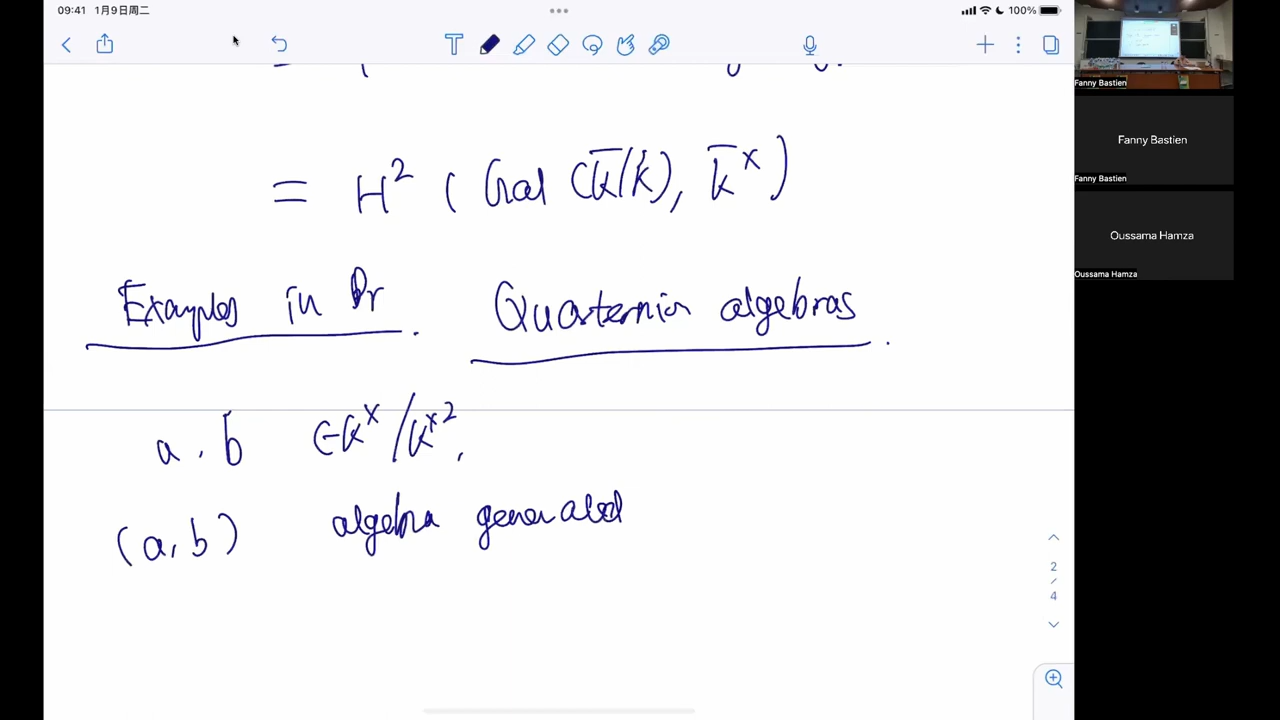 09:41 1月9日周二
100%
= H² ( Gal (k̄/k), k̄ˣ )
Examples in Br. Quaternion algebras.
a, b ∈ kˣ/kˣ²,
(a, b) algebra generated
2
/
4
Fanny Bastien
Fanny Bastien
Fanny Bastien
Oussama Hamza
Oussama Hamza